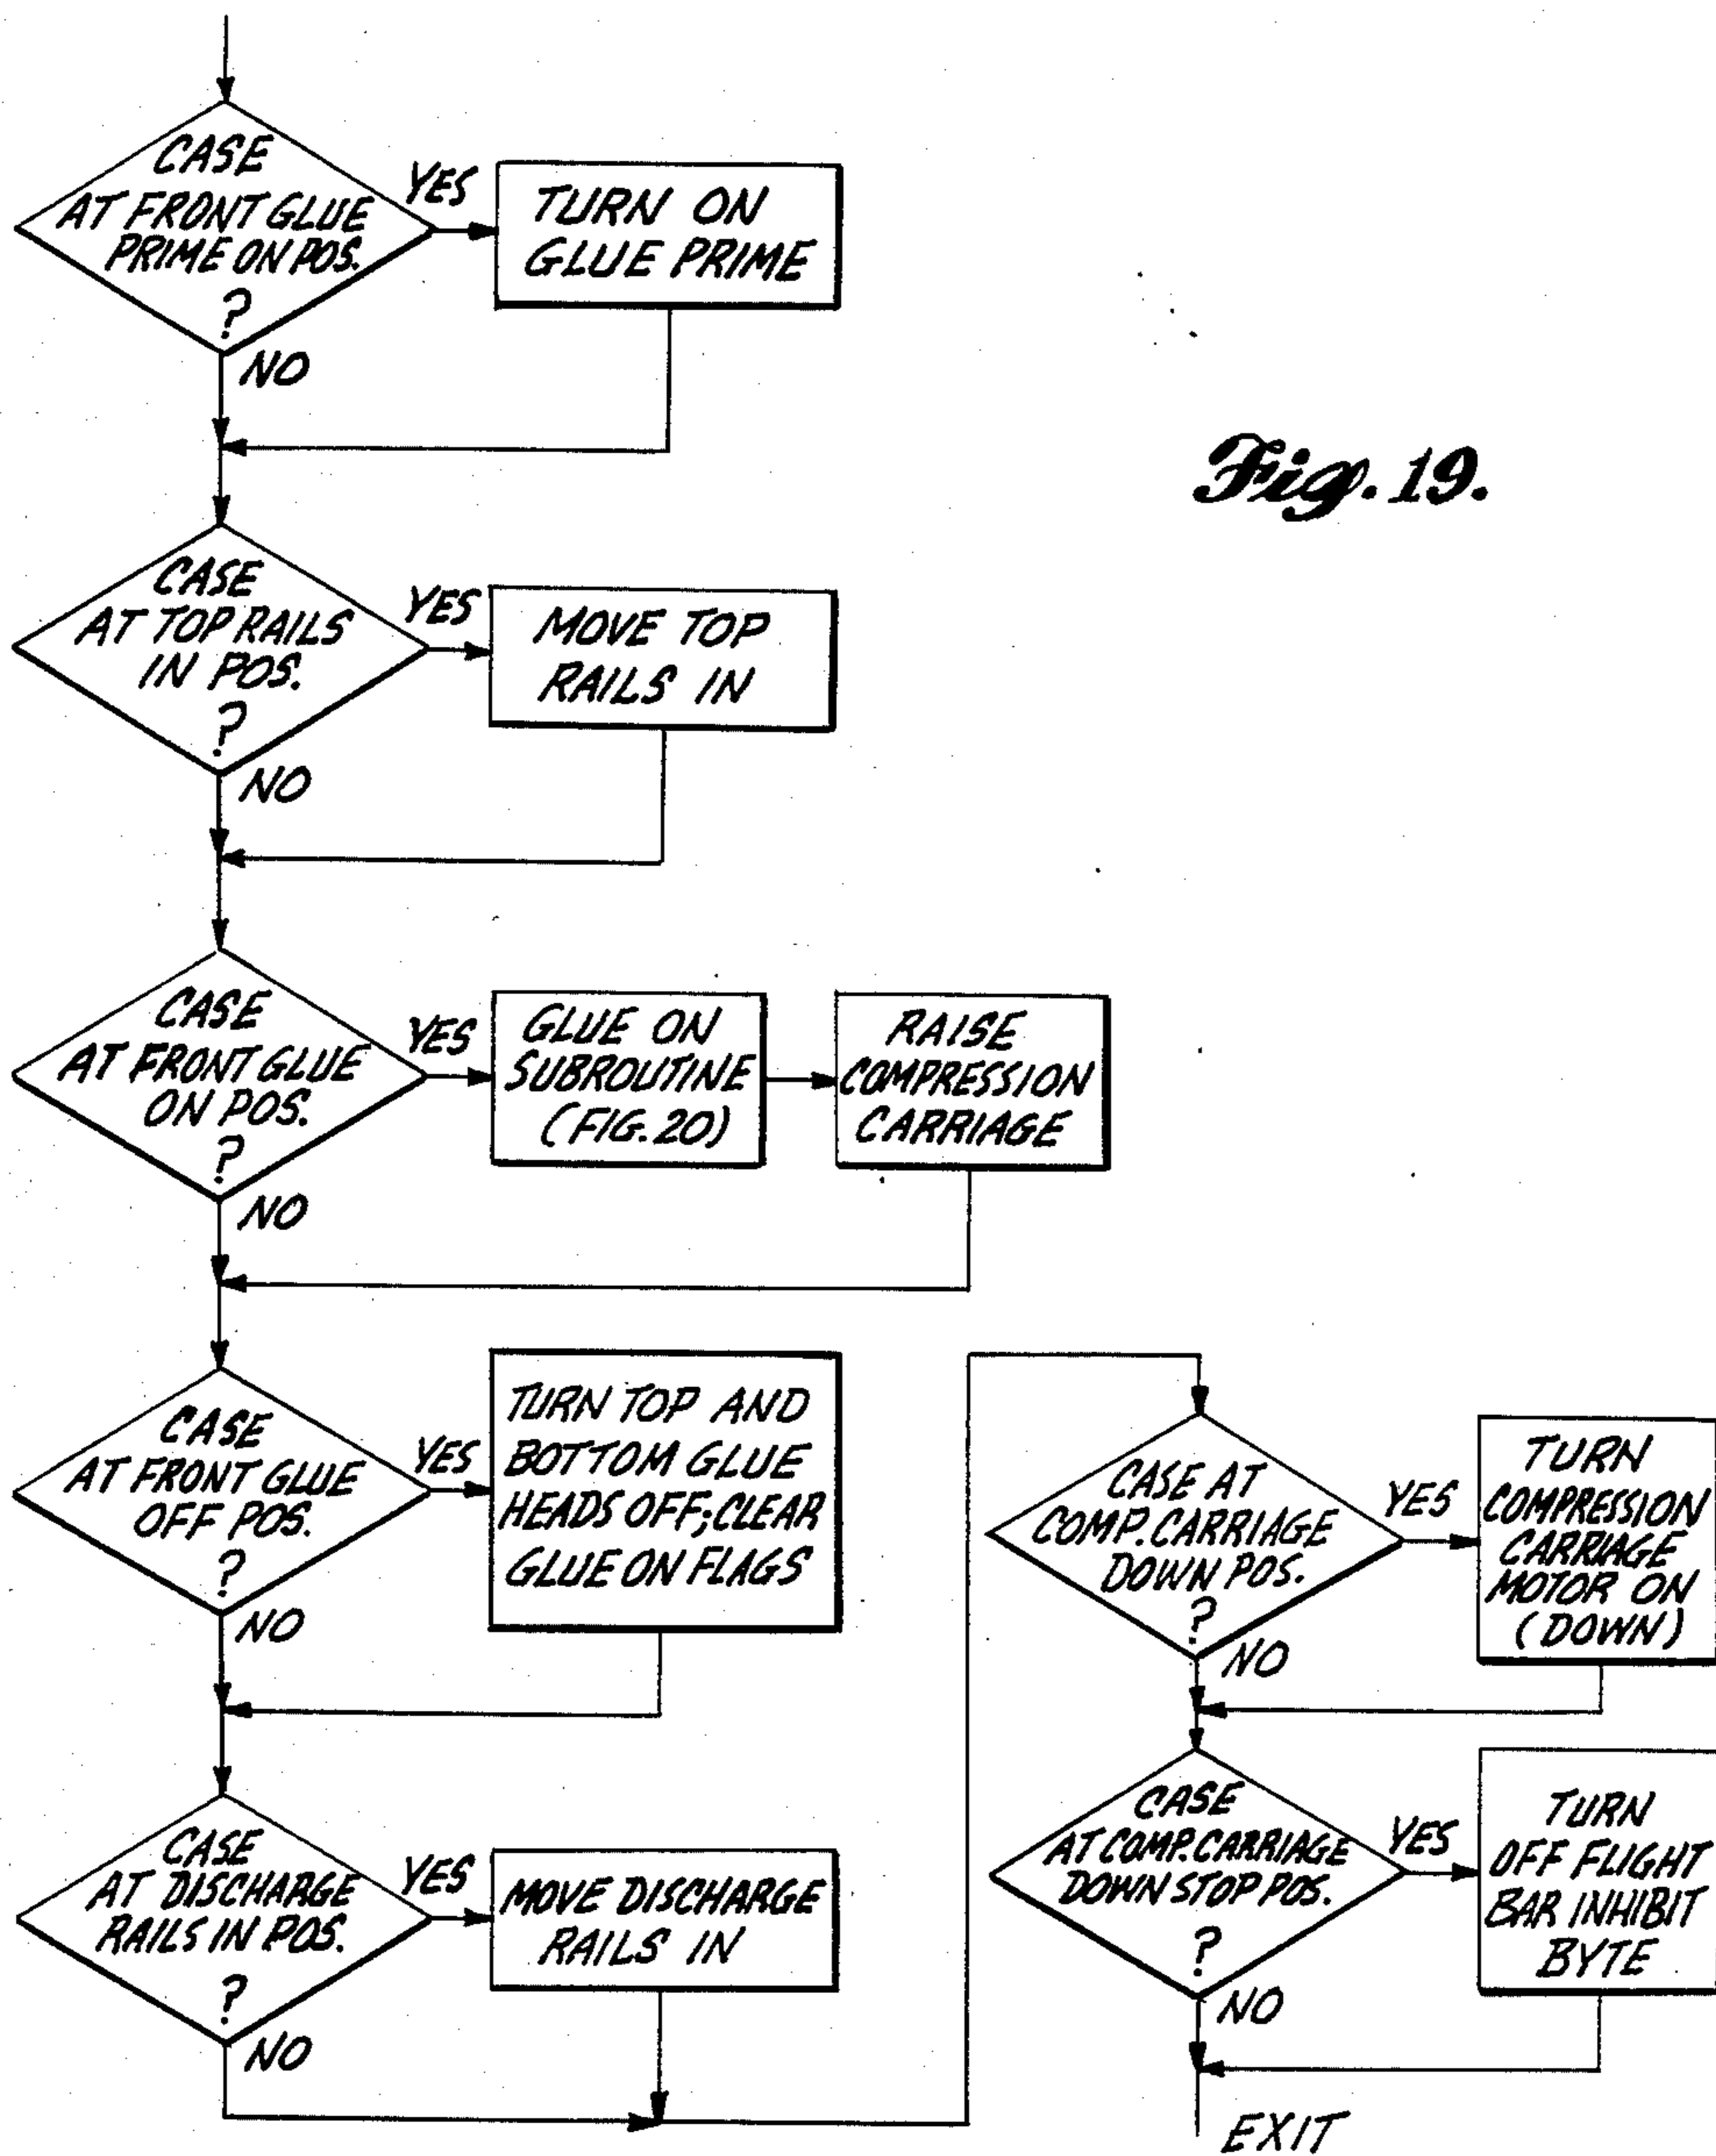 CASE
AT FRONT GLUE
PRIME ON POS.
?
YES
TURN ON
GLUE PRIME
NO
Fig. 19.
CASE
AT TOP RAILS
IN POS.
?
YES
MOVE TOP
RAILS IN
NO
CASE
AT FRONT GLUE
ON POS.
?
YES
GLUE ON
SUBROUTINE
(FIG. 20)
RAISE
COMPRESSION
CARRIAGE
NO
CASE
AT FRONT GLUE
OFF POS.
?
YES
TURN TOP AND
BOTTOM GLUE
HEADS OFF; CLEAR
GLUE ON FLAGS
NO
CASE
AT DISCHARGE
RAILS IN POS.
?
YES
MOVE DISCHARGE
RAILS IN
NO
CASE AT
COMP. CARRIAGE
DOWN POS.
?
YES
TURN
COMPRESSION
CARRIAGE
MOTOR ON
(DOWN)
NO
CASE
AT COMP. CARRIAGE
DOWN STOP POS.
?
YES
TURN
OFF FLIGHT
BAR INHIBIT
BYTE
NO
EXIT